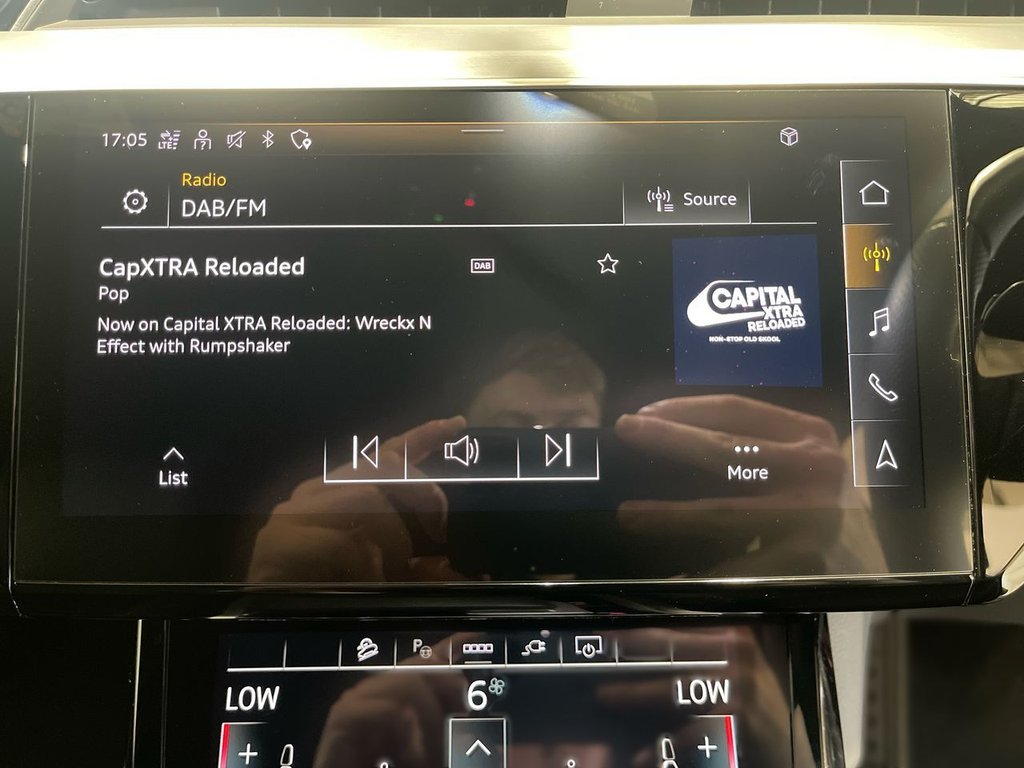 17:05
LTE
?
Radio
DAB/FM
Source
CapXTRA Reloaded
DAB
Pop
Now on Capital XTRA Reloaded: Wreckx N
Effect with Rumpshaker
CAPITAL
XTRA
RELOADED
NON-STOP OLD SKOOL
List
More
P
LOW
6
LOW
+
+